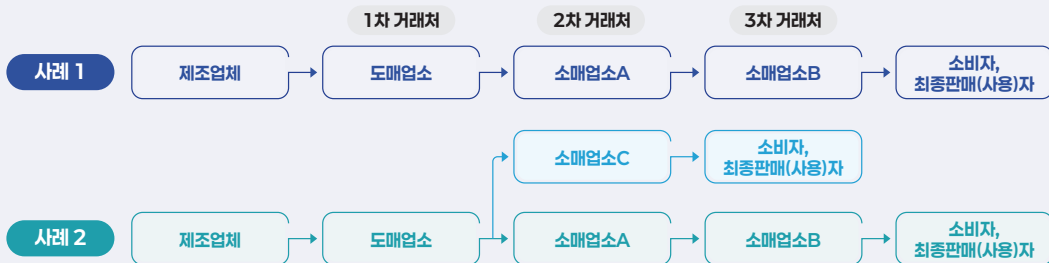 1차 거래처 2차 거래처 3차 거래처
사례 1 제조업체 도매업소 소매업소A 소매업소B 소비자,
최종판매(사용)자
소매업소C 소비자,
최종판매(사용)자
사례 2 제조업체 도매업소 소매업소A 소매업소B 소비자,
최종판매(사용)자